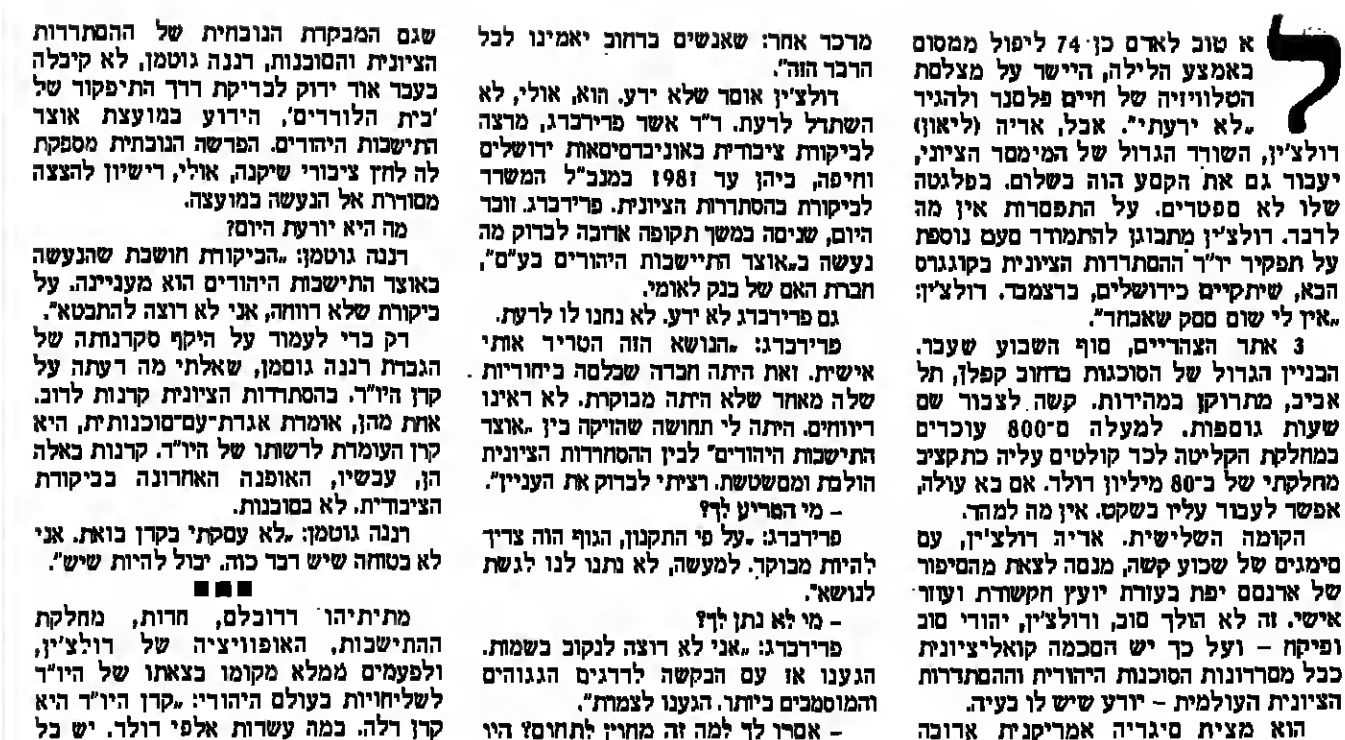 לא טוב לאדם כן 74 ליפול ממטוס
באמצע הלילה, היישר על מצלמת
הטלוויזיה של חיים פלסנר ולהגיד
„לא ידעתי". אבל, אריה (ליאון)
דולצ'ין, השורד הגדול של המימסד הציוני,
יעבור גם את הקטע הזה בשלום. בפלגטה
שלו לא מפטרים. על התפטרות אין מה
לדבר. דולצ'ין מתכונן להתמודד פעם נוספת
על תפקיד יו"ר ההסתדרות הציונית בקונגרס
הבא, שיתקיים בירושלים, בדצמבר. דולצ'ין:
„אין לי שום ספק שאבחר".
3 אחר הצהריים, סוף השבוע שעבר.
הבניין הגדול של הסוכנות ברחוב קפלן, תל
אביב, מתרוקן במהירות. קשה לצבור שם
שעות נוספות. למעלה מ־800 עובדים
במחלקת הקליטה לבד קולטים עליה בתקציב
מחלקתי של כ־80 מיליון דולר. אם בא עולה,
אפשר לעבוד עליו בשקט. אין מה למהר.
הקומה השלישית. אריה דולצ'ין, עם
סימנים של שבוע קשה, מנסה לצאת מהסיפור
של ארנסט יפת בעזרת יועץ תקשורת ועוזר
אישי. זה לא הולך טוב, ודולצ'ין, יהודי טוב
ופיקח – ועל כך יש הסכמה קואליציונית
בכל מסדרונות הסוכנות היהודית וההסתדרות
הציונית העולמית – יודע שיש לו בעיה.
הוא מצית סיגריה אמריקנית ארוכה
מדבר אחד: שאנשים ברחוב יאמינו לכל
הדבר הזה".
דולצ'ין אומר שלא ידע. הוא, אולי, לא
השתדל לדעת. ד"ר אשר פרידברג, מרצה
לביקורת ציבורית באוניברסיטאות ירושלים
וחיפה, כיהן עד 1981 כמנכ"ל המשרד
לביקורת בהסתדרות הציונית. פרידברג. זוכר
היום, שניסה במשך תקופה ארוכה לבדוק מה
נעשה ב„אוצר התיישבות היהודים בע"מ",
חברת האם של בנק לאומי.
גם פרידברג לא ידע. לא נתנו לו לדעת.
פרידברג: „הנושא הזה הטריד אותי
אישית. זאת היתה חברה שבלטה ביחודיות
שלה מאחר שלא היתה מבוקרת. לא ראינו
דיווחים. היתה לי תחושה שהזיקה בין „אוצר
התישבות היהודים" לבין ההסתדרות הציונית
הולכת ומטשטשת. רציתי לבדוק את העניין".
– מי הפריע לך?
פרידברג: „על פי התקנון, הגוף הזה צריך
להיות מבוקר. למעשה, לא נתנו לנו לגשת
לנושא".
– מי לא נתן לך?
פרידברג: „אני לא רוצה לנקוב בשמות.
הגענו אז עם הבקשה לדרגים הגבוהים
והמוסמכים ביותר. הגענו לצמרת".
– אמרו לך למה זה מחוץ לתחום? היו
שגם המבקרת הנוכחית של ההסתדרות
הציונית והסוכנות, רננה גוטמן, לא קיבלה
בעבר אור ירוק לבדיקת דרך התיפקוד של
'בית הלורדים', הידוע כמועצת אוצר
התישבות היהודים. הפרשה הנוכחית מספקת
לה לחץ ציבורי שיקנה, אולי, רישיון להצצה
מסודרת אל הנעשה במועצה.
מה היא יודעת היום?
רננה גוטמן: „הביקורת חושבת שהנעשה
באוצר התישבות היהודים הוא מעניינה. על
ביקורת שלא דווחה, אני לא רוצה להתבטא".
רק כדי לעמוד על היקף סקרנותה של
הגברת רננה גוטמן, שאלתי מה דעתה על
קרן היו"ר. בהסתדרות הציונית קרנות לרוב.
אחת מהן, אומרת אגדת־עם־סוכנותית, היא
קרן העומדת לרשותו של היו"ר. קרנות כאלה
הן, עכשיו, האופנה האחרונה בביקורת
הציבורית. לא בסוכנות.
רננה גוטמן: „לא עסקתי בקרן כזאת. אני
לא בטוחה שיש דבר כזה. יכול להיות שיש".
■■■
מתיתיהו דרובלס, חרות, מחלקת
ההתישבות, האופוזיציה של דולצ'ין,
ולפעמים ממלא מקומו בצאתו של היו"ר
לשליחויות בעולם היהודי: „קרן היו"ר היא
קרן דלה. כמה עשרות אלפי דולר. יש כל